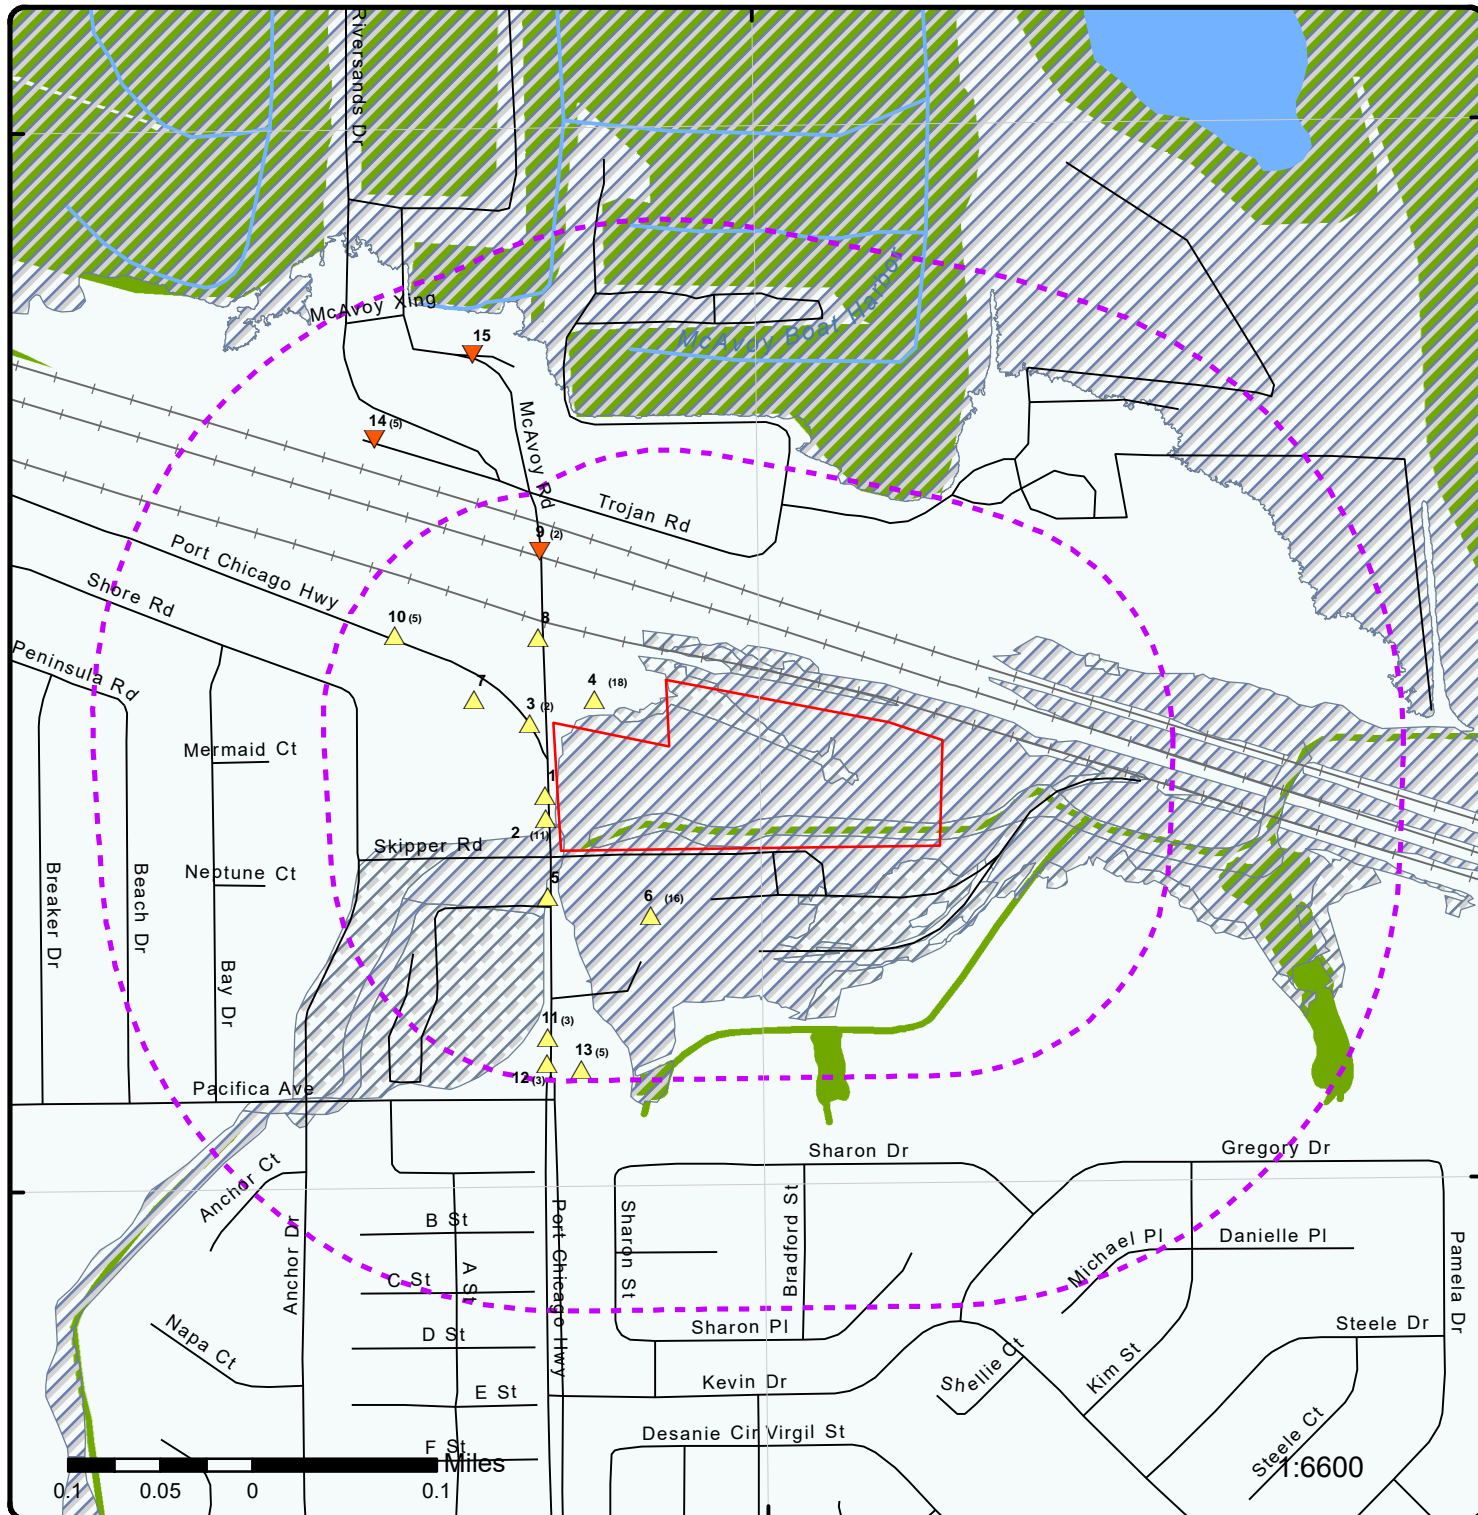 Riversands Dr
McAvoy Xing
McAvoy Boat Harbor
15
14 (5)
McAvoy Rd
Trojan Rd
9 (2)
Port Chicago Hwy
Shore Rd
10 (5)
8
Peninsula Rd
7
4 (18)
3 (2)
Mermaid Ct
1
2 (11)
Skipper Rd
Neptune Ct
Breaker Dr
Beach Dr
Bay Dr
5
6 (16)
11 (3)
13 (5)
12 (3)
Pacifica Ave
Anchor Ct
Anchor Dr
Sharon Dr
Gregory Dr
B St
A St
Port Chicago Hwy
Sharon St
Bradford St
Michael Pl
Danielle Pl
Pamela Dr
C St
Napa Ct
D St
Sharon Pl
Steele Dr
Kim St
Shellie Ct
E St
Kevin Dr
Desanie Cir
Virgil St
F St
Steele Ct
Miles
1:6600
0.1
0.05
0
0.1